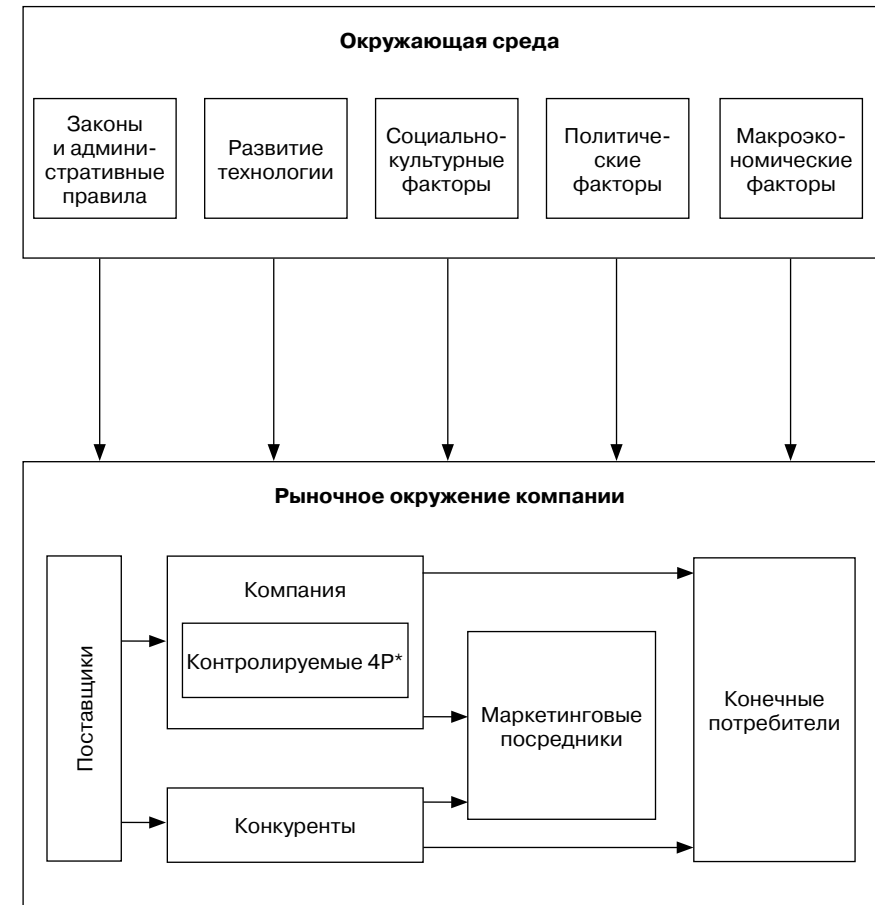 Окружающая среда
Законы
и админи-
стративные
правила
Развитие
технологии
Социально-
культурные
факторы
Политиче-
ские
факторы
Макроэко-
номические
факторы
Рыночное окружение компании
Поставщики
Компания
Контролируемые 4P*
Конкуренты
Маркетинговые
посредники
Конечные
потребители